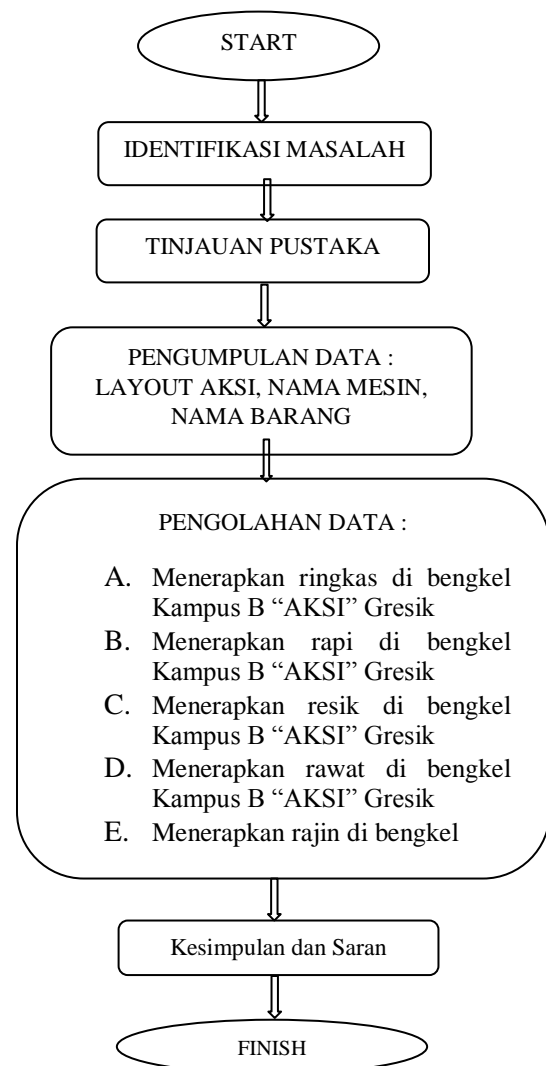 START
IDENTIFIKASI MASALAH
TINJAUAN PUSTAKA
PENGUMPULAN DATA :
LAYOUT AKSI, NAMA MESIN,
NAMA BARANG
PENGOLAHAN DATA :
A. Menerapkan ringkas di bengkel
Kampus B “AKSI” Gresik
B. Menerapkan rapi di bengkel
Kampus B “AKSI” Gresik
C. Menerapkan resik di bengkel
Kampus B “AKSI” Gresik
D. Menerapkan rawat di bengkel
Kampus B “AKSI” Gresik
E. Menerapkan rajin di bengkel
Kesimpulan dan Saran
FINISH